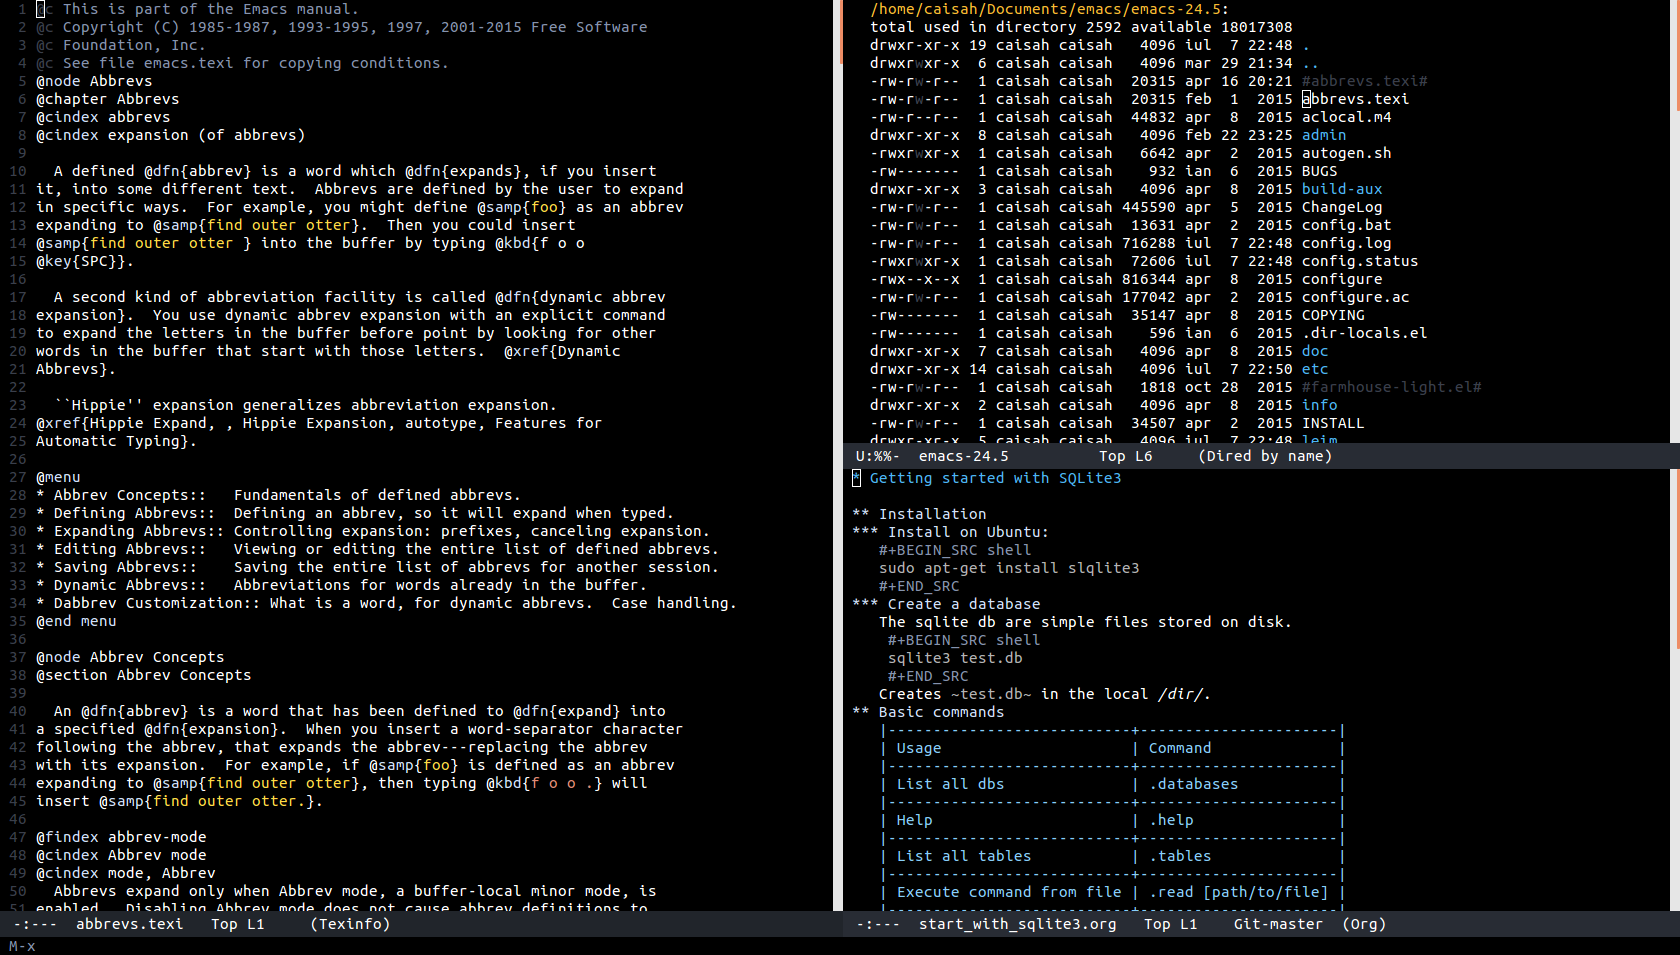 1 @c This is part of the Emacs manual.
2 @c Copyright (C) 1985-1987, 1993-1995, 1997, 2001-2015 Free Software
3 @c Foundation, Inc.
4 @c See file emacs.texi for copying conditions.
5 @node Abbrevs
6 @chapter Abbrevs
7 @cindex abbrevs
8 @cindex expansion (of abbrevs)
9
10   A defined @dfn{abbrev} is a word which @dfn{expands}, if you insert
11 it, into some different text.  Abbrevs are defined by the user to expand
12 in specific ways.  For example, you might define @samp{foo} as an abbrev
13 expanding to @samp{find outer otter}.  Then you could insert
14 @samp{find outer otter } into the buffer by typing @kbd{f o o
15 @key{SPC}}.
16
17   A second kind of abbreviation facility is called @dfn{dynamic abbrev
18 expansion}.  You use dynamic abbrev expansion with an explicit command
19 to expand the letters in the buffer before point by looking for other
20 words in the buffer that start with those letters.  @xref{Dynamic
21 Abbrevs}.
22
23   ``Hippie'' expansion generalizes abbreviation expansion.
24 @xref{Hippie Expand, , Hippie Expansion, autotype, Features for
25 Automatic Typing}.
26
27 @menu
28 * Abbrev Concepts::   Fundamentals of defined abbrevs.
29 * Defining Abbrevs::  Defining an abbrev, so it will expand when typed.
30 * Expanding Abbrevs:: Controlling expansion: prefixes, canceling expansion.
31 * Editing Abbrevs::   Viewing or editing the entire list of defined abbrevs.
32 * Saving Abbrevs::    Saving the entire list of abbrevs for another session.
33 * Dynamic Abbrevs::   Abbreviations for words already in the buffer.
34 * Dabbrev Customization:: What is a word, for dynamic abbrevs.  Case handling.
35 @end menu
36
37 @node Abbrev Concepts
38 @section Abbrev Concepts
39
40   An @dfn{abbrev} is a word that has been defined to @dfn{expand} into
41 a specified @dfn{expansion}.  When you insert a word-separator character
42 following the abbrev, that expands the abbrev---replacing the abbrev
43 with its expansion.  For example, if @samp{foo} is defined as an abbrev
44 expanding to @samp{find outer otter}, then typing @kbd{f o o .} will
45 insert @samp{find outer otter.}.
46
47 @findex abbrev-mode
48 @cindex Abbrev mode
49 @cindex mode, Abbrev
50   Abbrevs expand only when Abbrev mode, a buffer-local minor mode, is
51 enabled.  Disabling Abbrev mode does not cause abbrev definitions to
-:---  abbrevs.texi   Top L1     (Texinfo)
M-x
/home/caisah/Documents/emacs/emacs-24.5:
total used in directory 2592 available 18017308
drwxr-xr-x 19 caisah caisah   4096 iul  7 22:48 .
drwxrwxr-x  6 caisah caisah   4096 mar 29 21:34 ..
-rw-rw-r--  1 caisah caisah  20315 apr 16 20:21 #abbrevs.texi#
-rw-rw-r--  1 caisah caisah  20315 feb  1  2015 abbrevs.texi
-rw-rw-r--  1 caisah caisah  44832 apr  8  2015 aclocal.m4
drwxr-xr-x  8 caisah caisah   4096 feb 22 23:25 admin
-rwxrwxr-x  1 caisah caisah   6642 apr  2  2015 autogen.sh
-rw-------  1 caisah caisah    932 ian  6  2015 BUGS
drwxr-xr-x  3 caisah caisah   4096 apr  8  2015 build-aux
-rw-rw-r--  1 caisah caisah 445590 apr  5  2015 ChangeLog
-rw-rw-r--  1 caisah caisah  13631 apr  2  2015 config.bat
-rw-rw-r--  1 caisah caisah 716288 iul  7 22:48 config.log
-rwxrwxr-x  1 caisah caisah  72606 iul  7 22:48 config.status
-rwx--x--x  1 caisah caisah 816344 apr  8  2015 configure
-rw-rw-r--  1 caisah caisah 177042 apr  2  2015 configure.ac
-rw-------  1 caisah caisah  35147 apr  8  2015 COPYING
-rw-------  1 caisah caisah    596 ian  6  2015 .dir-locals.el
drwxr-xr-x  7 caisah caisah   4096 apr  8  2015 doc
drwxr-xr-x 14 caisah caisah   4096 iul  7 22:50 etc
-rw-rw-r--  1 caisah caisah   1818 oct 28  2015 #farmhouse-light.el#
drwxr-xr-x  2 caisah caisah   4096 apr  8  2015 info
-rw-rw-r--  1 caisah caisah  34507 apr  2  2015 INSTALL
drwxr-xr-x  5 caisah caisah   4096 iul  7 22:48 leim
U:%%-  emacs-24.5          Top L6     (Dired by name)
* Getting started with SQLite3
** Installation
*** Install on Ubuntu:
#+BEGIN_SRC shell
sudo apt-get install slqlite3
#+END_SRC
*** Create a database
The sqlite db are simple files stored on disk.
#+BEGIN_SRC shell
sqlite3 test.db
#+END_SRC
Creates ~test.db~ in the local /dir/.
** Basic commands
|---------------------------+----------------------|
| Usage                     | Command              |
|---------------------------+----------------------|
| List all dbs              | .databases           |
|---------------------------+----------------------|
| Help                      | .help                |
|---------------------------+----------------------|
| List all tables           | .tables              |
|---------------------------+----------------------|
| Execute command from file | .read [path/to/file] |
|---------------------------+----------------------|
-:---  start_with_sqlite3.org   Top L1    Git-master  (Org)